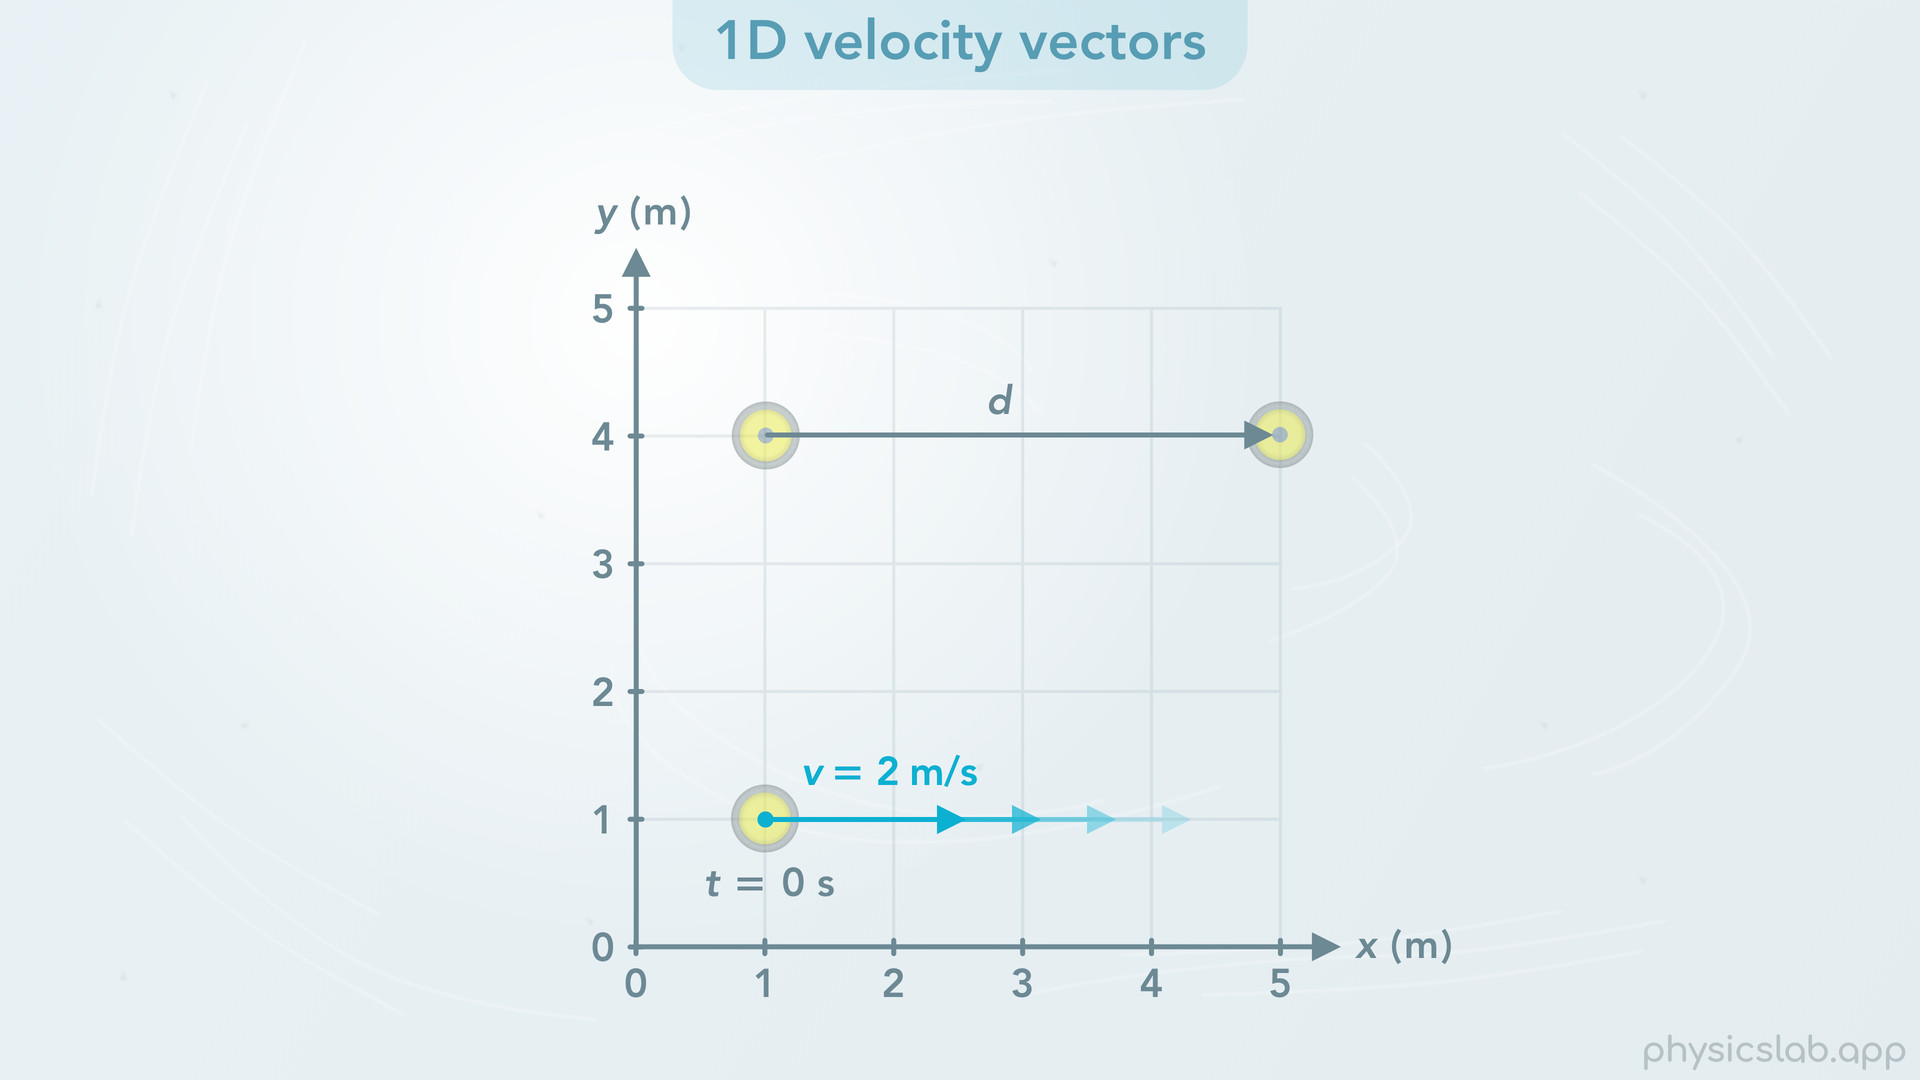 1D velocity vectors
y (m)
5
d
4
3
2
v = 2 m/s
1
t = 0 s
0
x (m)
0 1 2 3 4 5
physicslab.app